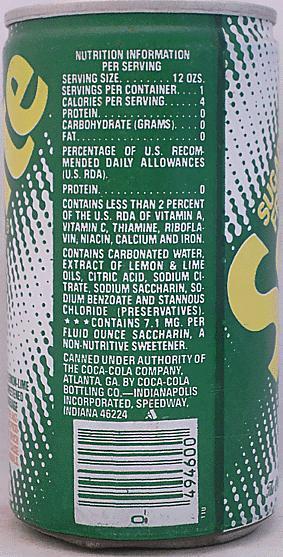 NUTRITION INFORMATION
PER SERVING
SERVING SIZE........12 OZS.
SERVINGS PER CONTAINER....1
CALORIES PER SERVING.....4
PROTEIN.................0
CARBOHYDRATE (GRAMS)....0
FAT.....................0
PERCENTAGE OF U.S. RECOM-
MENDED DAILY ALLOWANCES
(U.S. RDA).
PROTEIN.................0
CONTAINS LESS THAN 2 PERCENT
OF THE U.S. RDA OF VITAMIN A,
VITAMIN C, THIAMINE, RIBOFLA-
VIN, NIACIN, CALCIUM AND IRON.
CONTAINS CARBONATED WATER,
EXTRACT OF LEMON & LIME
OILS, CITRIC ACID, SODIUM CI-
TRATE, SODIUM SACCHARIN, SO-
DIUM BENZOATE AND STANNOUS
CHLORIDE (PRESERVATIVES).
★★★CONTAINS 7.1 MG. PER
FLUID OUNCE SACCHARIN, A
NON-NUTRITIVE SWEETENER.
CANNED UNDER AUTHORITY OF
THE COCA-COLA COMPANY,
ATLANTA, GA. BY COCA-COLA
BOTTLING CO.—INDIANAPOLIS
INCORPORATED, SPEEDWAY,
INDIANA 46224
494600
0
11U